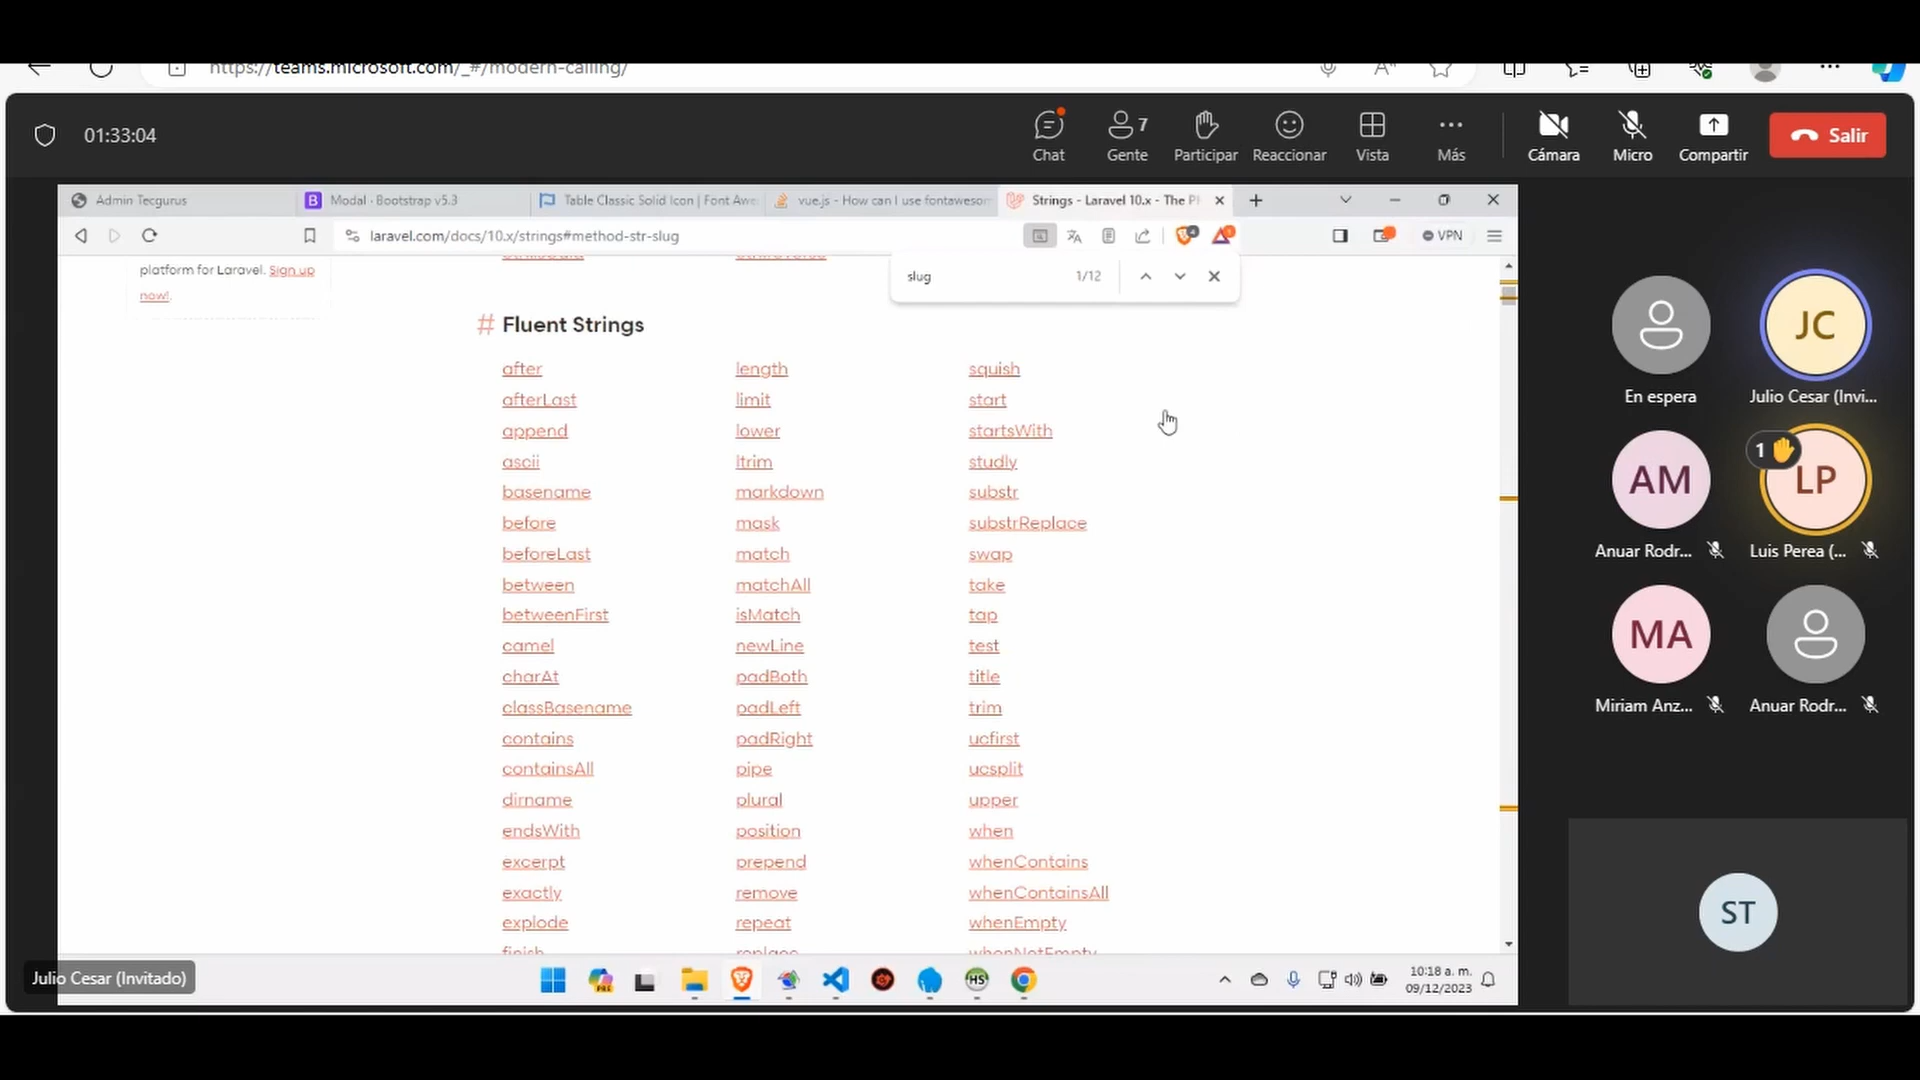 https://teams.microsoft.com/_#/modern-calling/
01:33:04
Chat
Gente 7
Participar
Reaccionar
Vista
Más
Cámara
Micro
Compartir
Salir
Admin Tecgurus
Modal · Bootstrap v5.3
Table Classic Solid Icon | Font Awe
vue.js - How can I use fontawesom
Strings - Laravel 10.x - The P
laravel.com/docs/10.x/strings#method-str-slug
VPN
slug
1/12
platform for Laravel. Sign up
now!.
# Fluent Strings
after length squish
afterLast limit start
append lower startsWith
ascii ltrim studly
basename markdown substr
before mask substrReplace
beforeLast match swap
between matchAll take
betweenFirst isMatch tap
camel newLine test
charAt padBoth title
classBasename padLeft trim
contains padRight ucfirst
containsAll pipe ucsplit
dirname plural upper
endsWith position when
excerpt prepend whenContains
exactly remove whenContainsAll
explode repeat whenEmpty
finish replace whenNotEmpty
En espera
JC
Julio Cesar (Invi...
AM
Anuar Rodr...
1
LP
Luis Perea (...
MA
Miriam Anz...
Anuar Rodr...
ST
Julio Cesar (Invitado)
PRE
HS
10:18 a. m.
09/12/2023